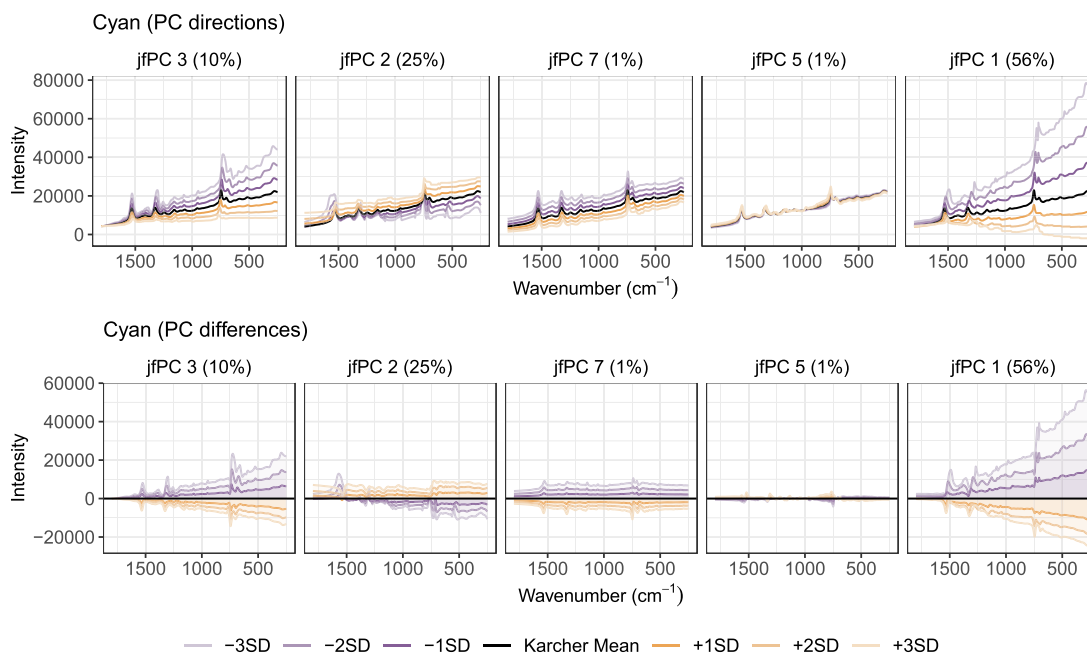 Cyan (PC directions)
jfPC 3 (10%) jfPC 2 (25%) jfPC 7 (1%) jfPC 5 (1%) jfPC 1 (56%)
80000
60000
40000
20000
0
Intensity
1500 1000 500 1500 1000 500 1500 1000 500 1500 1000 500 1500 1000 500
Wavenumber (cm⁻¹)
Cyan (PC differences)
jfPC 3 (10%) jfPC 2 (25%) jfPC 7 (1%) jfPC 5 (1%) jfPC 1 (56%)
60000
40000
20000
0
−20000
Intensity
1500 1000 500 1500 1000 500 1500 1000 500 1500 1000 500 1500 1000 500
Wavenumber (cm⁻¹)
−3SD −2SD −1SD Karcher Mean +1SD +2SD +3SD